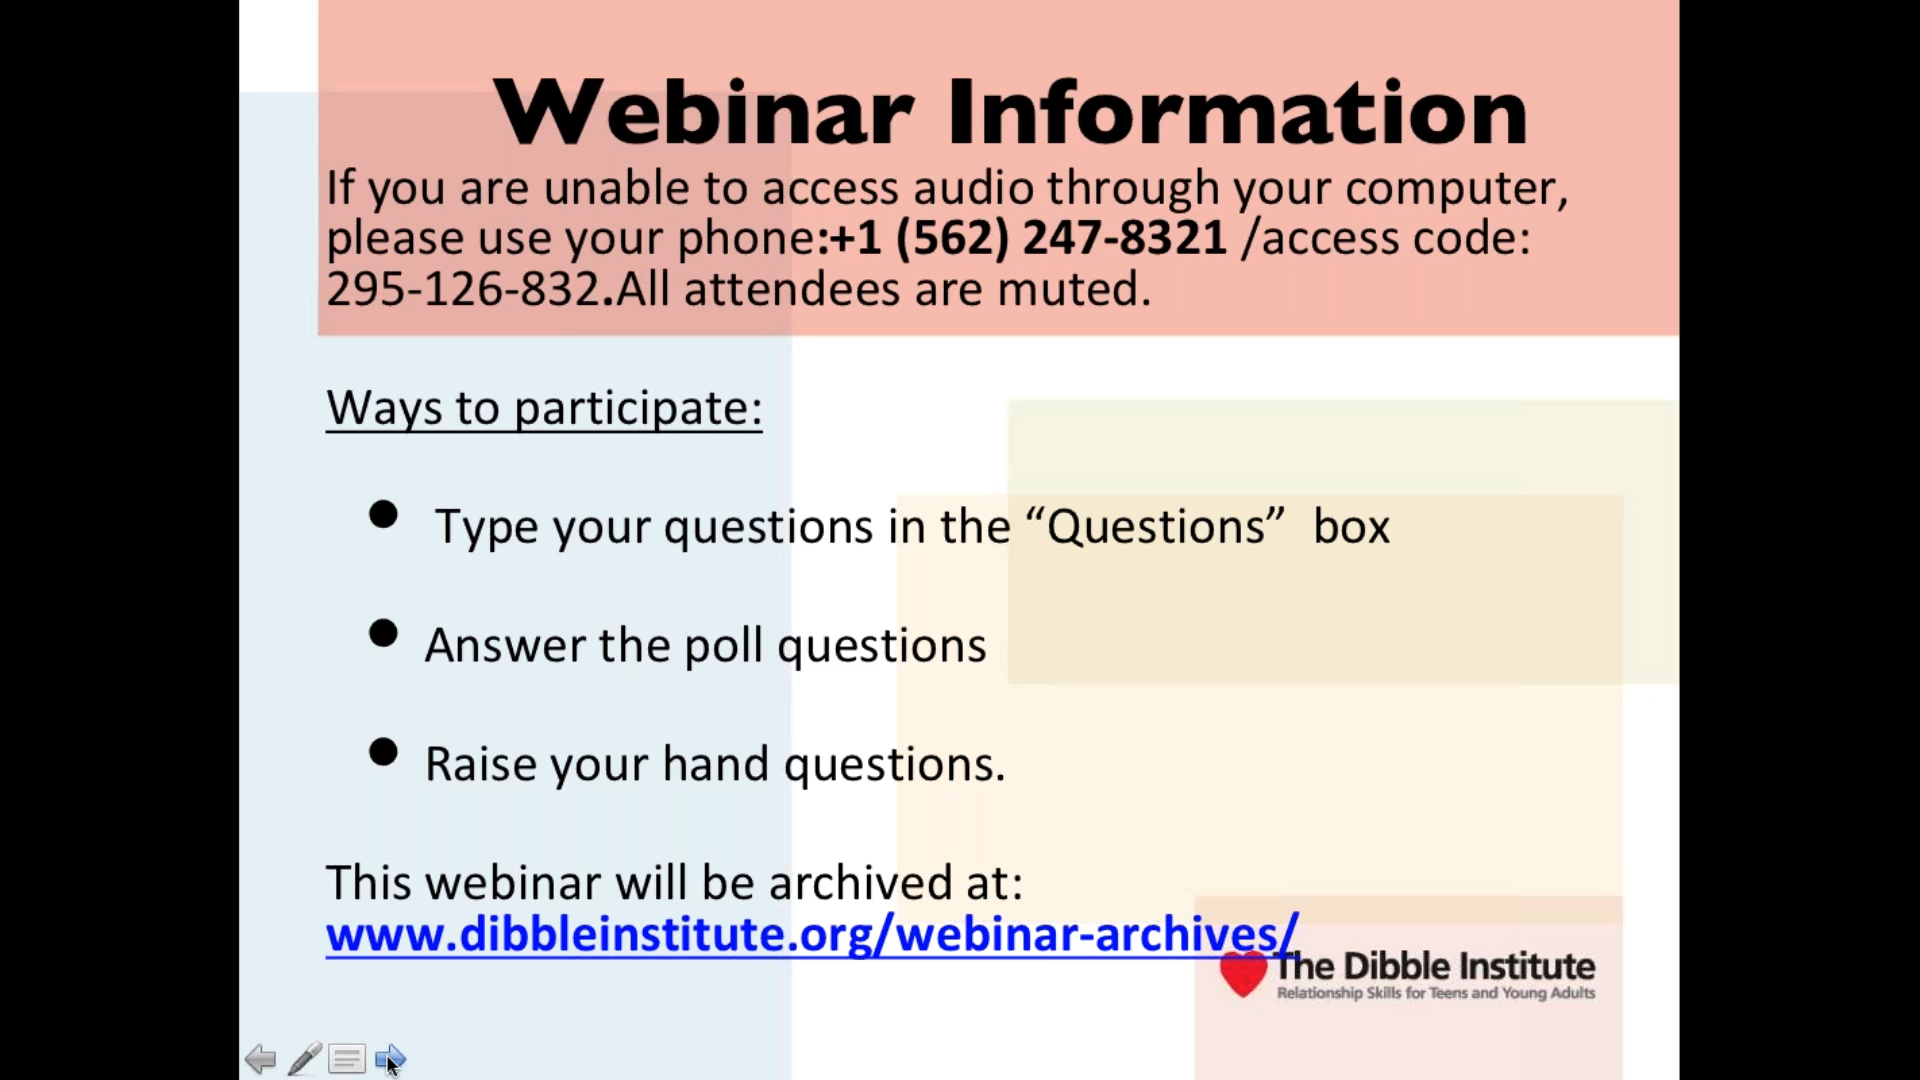 Webinar Information
If you are unable to access audio through your computer,
please use your phone:+1 (562) 247-8321 /access code:
295-126-832.All attendees are muted.
Ways to participate:
• Type your questions in the “Questions” box
• Answer the poll questions
• Raise your hand questions.
This webinar will be archived at:
www.dibbleinstitute.org/webinar-archives/
The Dibble Institute
Relationship Skills for Teens and Young Adults